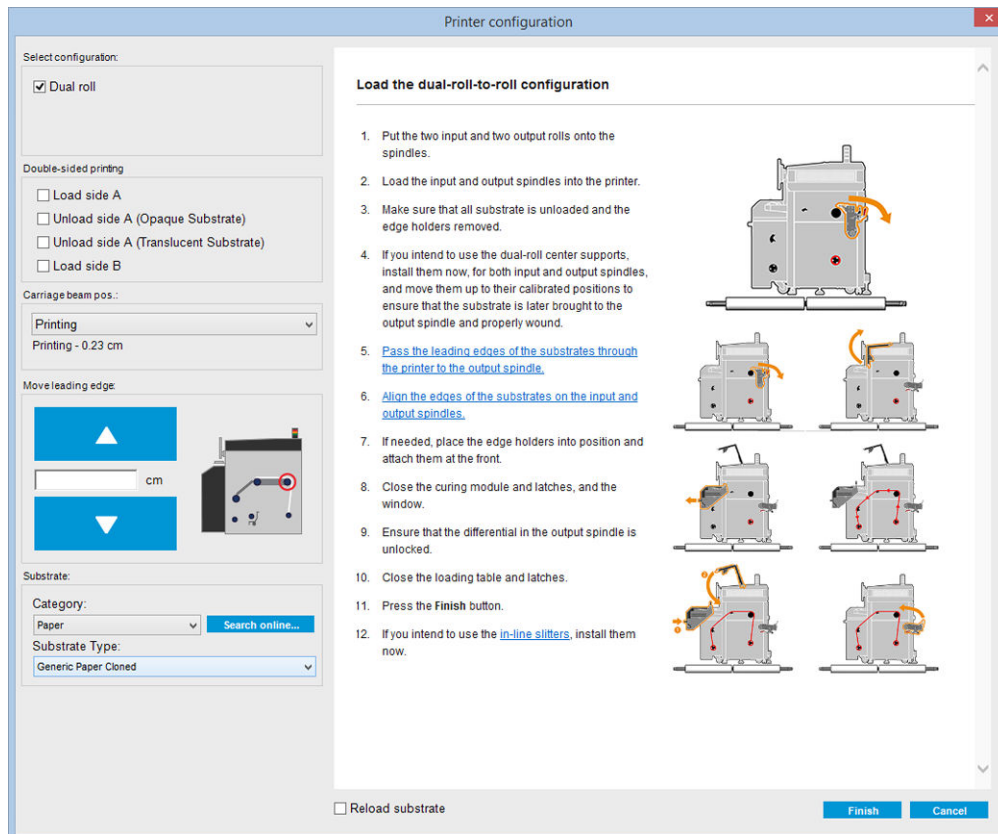 Printer configuration
Select configuration:
Dual roll
Double-sided printing
Load side A
Unload side A (Opaque Substrate)
Unload side A (Translucent Substrate)
Load side B
Carriage beam pos.:
Printing
Printing - 0.23 cm
Move leading edge:
cm
Substrate:
Category:
Paper
Search online...
Substrate Type:
Generic Paper Cloned
Load the dual-roll-to-roll configuration
1. Put the two input and two output rolls onto the
spindles.
2. Load the input and output spindles into the printer.
3. Make sure that all substrate is unloaded and the
edge holders removed.
4. If you intend to use the dual-roll center supports,
install them now, for both input and output spindles,
and move them up to their calibrated positions to
ensure that the substrate is later brought to the
output spindle and properly wound.
5. Pass the leading edges of the substrates through
the printer to the output spindle.
6. Align the edges of the substrates on the input and
output spindles.
7. If needed, place the edge holders into position and
attach them at the front.
8. Close the curing module and latches, and the
window.
9. Ensure that the differential in the output spindle is
unlocked.
10. Close the loading table and latches.
11. Press the Finish button.
12. If you intend to use the in-line slitters, install them
now.
Reload substrate
Finish
Cancel